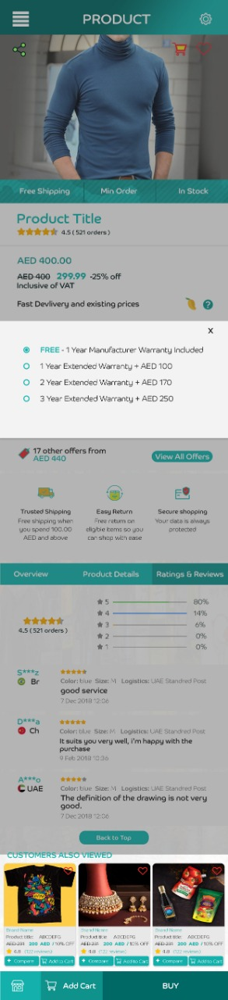 PRODUCT
Free Shipping Min Order In Stock
Product Title
4.5 ( 521 orders )
AED 400.00
AED 400 299.99 -25% off
Inclusive of VAT
Fast Devlivery and existing prices ?
X
FREE - 1 Year Manufacturer Warranty Included
1 Year Extended Warranty + AED 100
2 Year Extended Warranty + AED 170
3 Year Extended Warranty + AED 250
17 other offers from
AED 440
View All Offers
Trusted Shipping
Free shipping when
you spend 100.00
AED and above
Easy Return
Free return on
eligible items so you
can shop with ease
Secure shopping
Your data is always
protected
Overview Product Details Ratings & Reviews
4.5 ( 521 orders )
5 80%
4 14%
3 6%
2 0%
1 0%
S***z
Br
Color: blue Size: M Logistics: UAE Standred Post
good service
7 Dec 2018 12:06
D***a
Ch
Color: blue Size: M Logistics: UAE Standred Post
It suits you very well, i'm happy with the
purchase
9 Feb 2018 10:36
A***o
UAE
Color: blue Size: M Logistics: UAE Standred Post
The definition of the drawing is not very
good.
7 Dec 2018 12:06
Back to Top
CUSTOMERS ALSO VIEWED
Brand Name
Product title: ABCDEFG
AED 231 200 AED / 10% OFF
4.8 (122 reviews)
+ Compare Add to Cart
Brand Name
Product title: ABCDEFG
AED 231 200 AED / 10% OFF
4.8 (122 reviews)
+ Compare Add to Cart
Brand Name
Product title: ABCDEFG
AED 231 200 AED / 10% OFF
4.8 (122 reviews)
+ Compare Add to Cart
Add Cart BUY